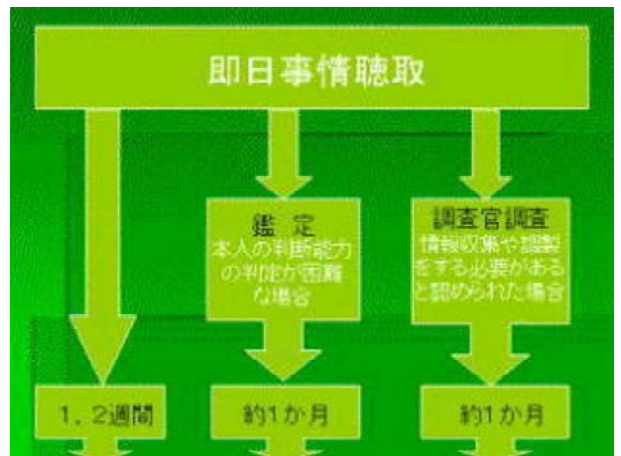 即日事情聴取
鑑 定
本人の判断能力
の判定が困難
な場合
調査官調査
情報収集や調製
をする必要がある
と認められた場合
1,2週間
約1か月
約1か月